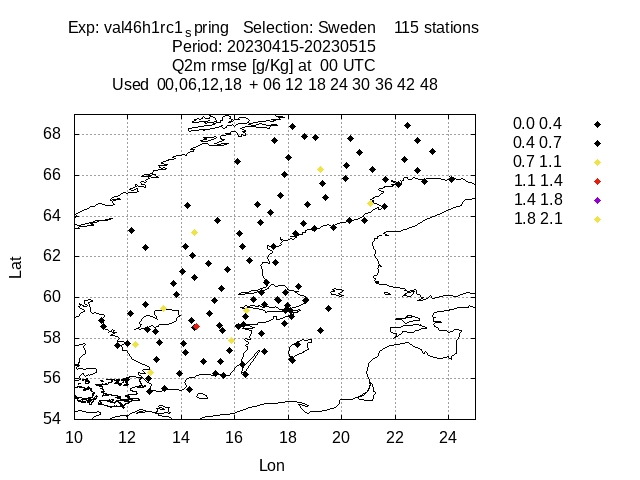 Exp: val46h1rc1spring Selection: Sweden 115 stations
Period: 20230415-20230515
Q2m rmse [g/Kg] at 00 UTC
Used 00,06,12,18 + 06 12 18 24 30 36 42 48
0.0 0.4
0.4 0.7
0.7 1.1
1.1 1.4
1.4 1.8
1.8 2.1
68
66
64
62
60
58
56
54
Lat
10 12 14 16 18 20 22 24
Lon